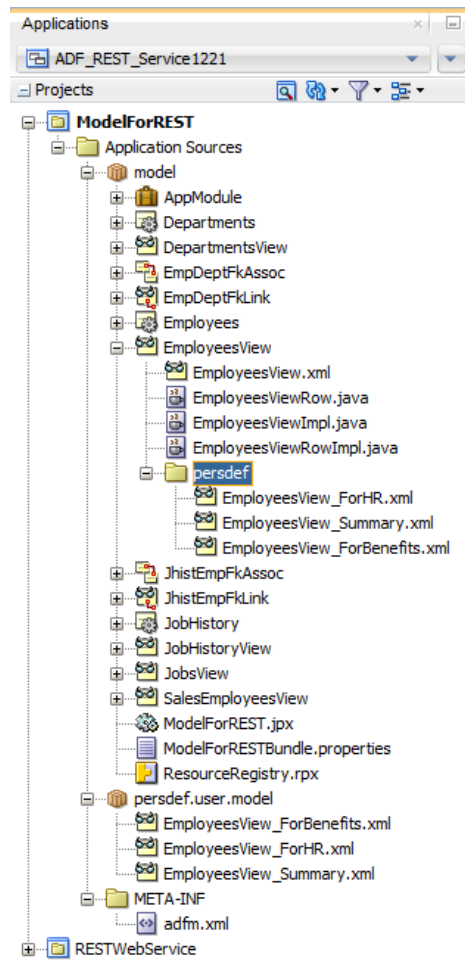 Applications
ADF_REST_Service1221
Projects
ModelForREST
Application Sources
model
AppModule
Departments
DepartmentsView
EmpDeptFkAssoc
EmpDeptFkLink
Employees
EmployeesView
EmployeesView.xml
EmployeesViewRow.java
EmployeesViewImpl.java
EmployeesViewRowImpl.java
persdef
EmployeesView_ForHR.xml
EmployeesView_Summary.xml
EmployeesView_ForBenefits.xml
JhistEmpFkAssoc
JhistEmpFkLink
JobHistory
JobHistoryView
JobsView
SalesEmployeesView
ModelForREST.jpx
ModelForRESTBundle.properties
ResourceRegistry.rpx
persdef.user.model
EmployeesView_ForBenefits.xml
EmployeesView_ForHR.xml
EmployeesView_Summary.xml
META-INF
adfm.xml
RESTWebService